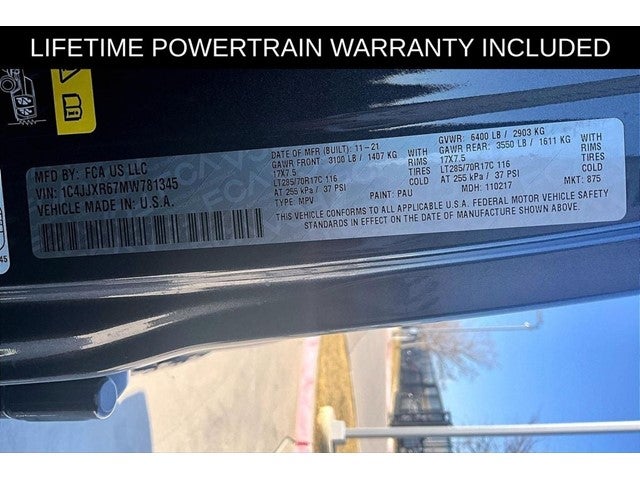 LIFETIME POWERTRAIN WARRANTY INCLUDED
MFD BY: FCA US LLC
VIN: 1C4JJXR67MW781345
VEHICLE MADE IN: U.S.A.
DATE OF MFR (BUILT): 11-21
GAWR FRONT: 3100 LB / 1407 KG WITH
17X7.5 RIMS
LT285/70R17C 116 TIRES
AT 255 kPa / 37 PSI COLD
TYPE: MPV PAINT: PAU
GVWR: 6400 LB / 2903 KG
GAWR REAR: 3550 LB / 1611 KG WITH
17X7.5 RIMS
LT285/70R17C 116 TIRES
AT 255 kPa / 37 PSI COLD
MDH: 110217 MKT: 875
THIS VEHICLE CONFORMS TO ALL APPLICABLE U.S.A. FEDERAL MOTOR VEHICLE SAFETY
STANDARDS IN EFFECT ON THE DATE OF MANUFACTURE SHOWN ABOVE.